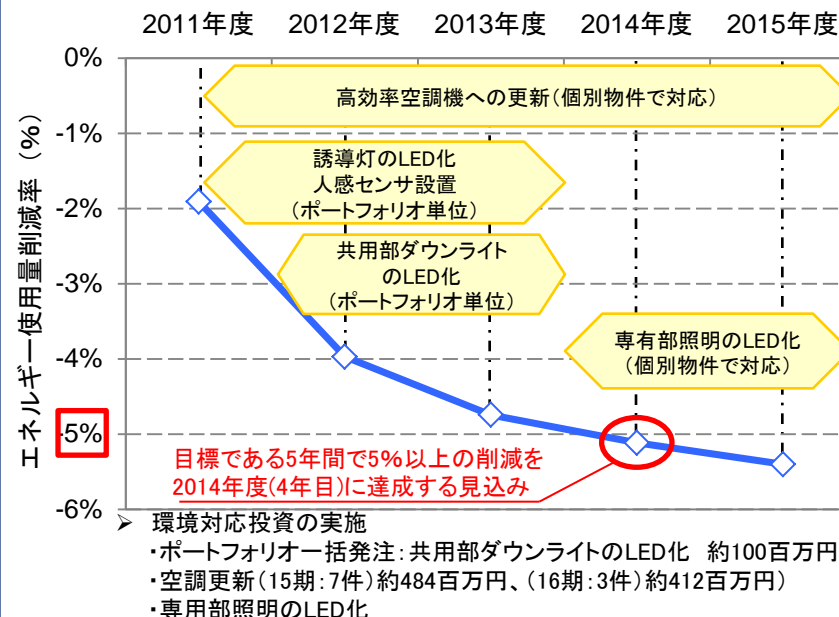 2011年度 2012年度 2013年度 2014年度 2015年度
0%
-1%
-2%
-3%
-4%
-5%
-6%
エネルギー使用量削減率 (%)
高効率空調機への更新(個別物件で対応)
誘導灯のLED化
人感センサ設置
(ポートフォリオ単位)
共用部ダウンライト
のLED化
(ポートフォリオ単位)
専有部照明のLED化
(個別物件で対応)
目標である5年間で5%以上の削減を
2014年度(4年目)に達成する見込み
➢ 環境対応投資の実施
・ポートフォリオ一括発注:共用部ダウンライトのLED化 約100百万円
・空調更新(15期:7件)約484百万円、(16期:3件)約412百万円)
・専用部照明のLED化